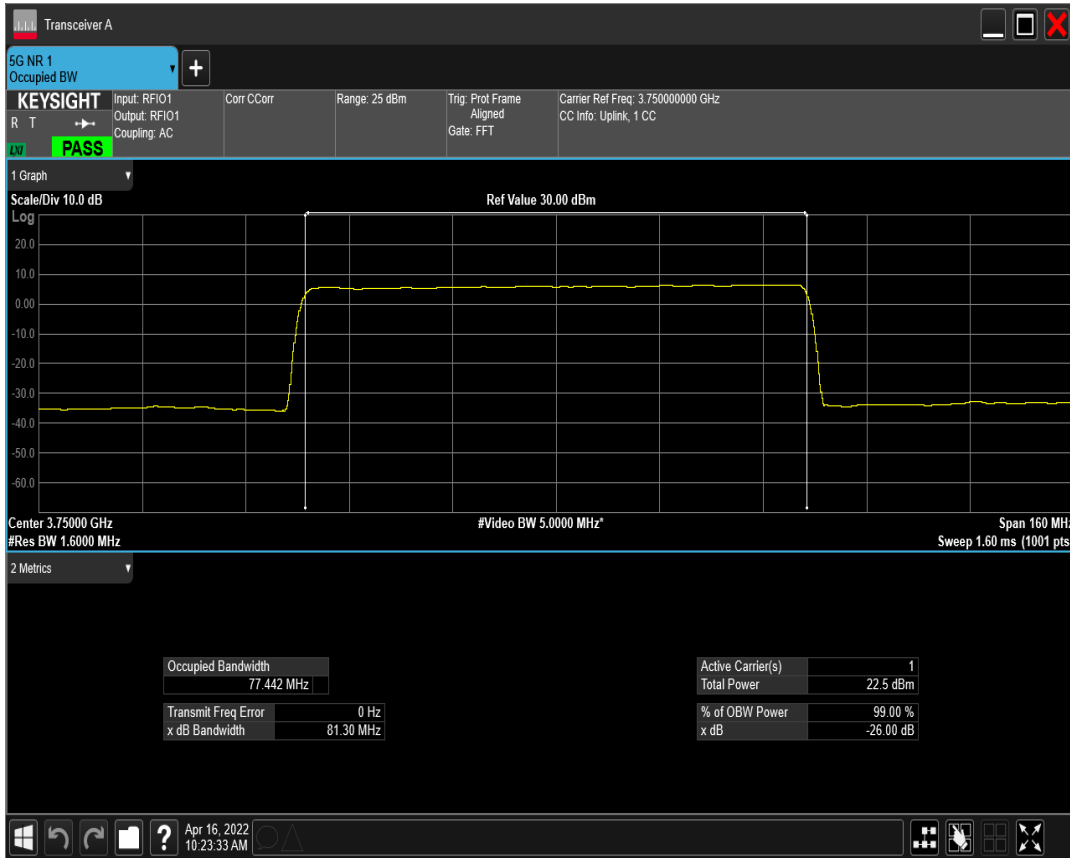 Transceiver A
5G NR 1
Occupied BW
+
KEYSIGHT
R T
LXI
PASS
Input: RFIO1
Output: RFIO1
Coupling: AC
Corr CCorr
Range: 25 dBm
Trig: Prot Frame
Aligned
Gate: FFT
Carrier Ref Freq: 3.750000000 GHz
CC Info: Uplink, 1 CC
1 Graph
Scale/Div 10.0 dB
Ref Value 30.00 dBm
Log
20.0
10.0
0.00
-10.0
-20.0
-30.0
-40.0
-50.0
-60.0
Center 3.75000 GHz
#Video BW 5.0000 MHz*
Span 160 MHz
#Res BW 1.6000 MHz
Sweep 1.60 ms (1001 pts
2 Metrics
Occupied Bandwidth
77.442 MHz
Transmit Freq Error 0 Hz
x dB Bandwidth 81.30 MHz
Active Carrier(s) 1
Total Power 22.5 dBm
% of OBW Power 99.00 %
x dB -26.00 dB
?
Apr 16, 2022
10:23:33 AM